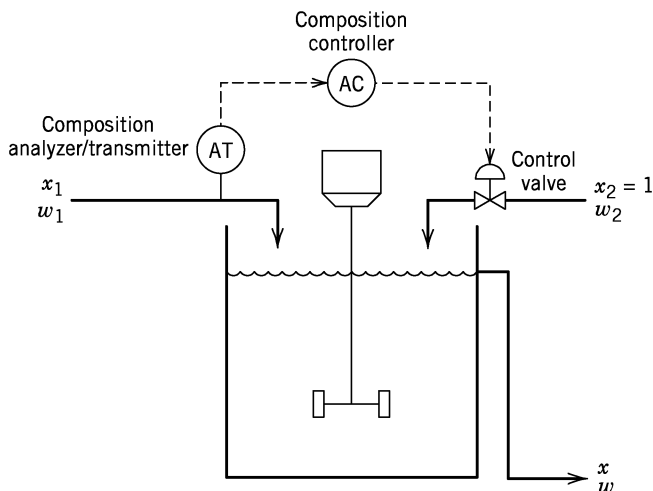 Composition
controller
AC
Composition
analyzer/transmitter
AT
Control
valve
x₁
w₁
x₂ = 1
w₂
x
w